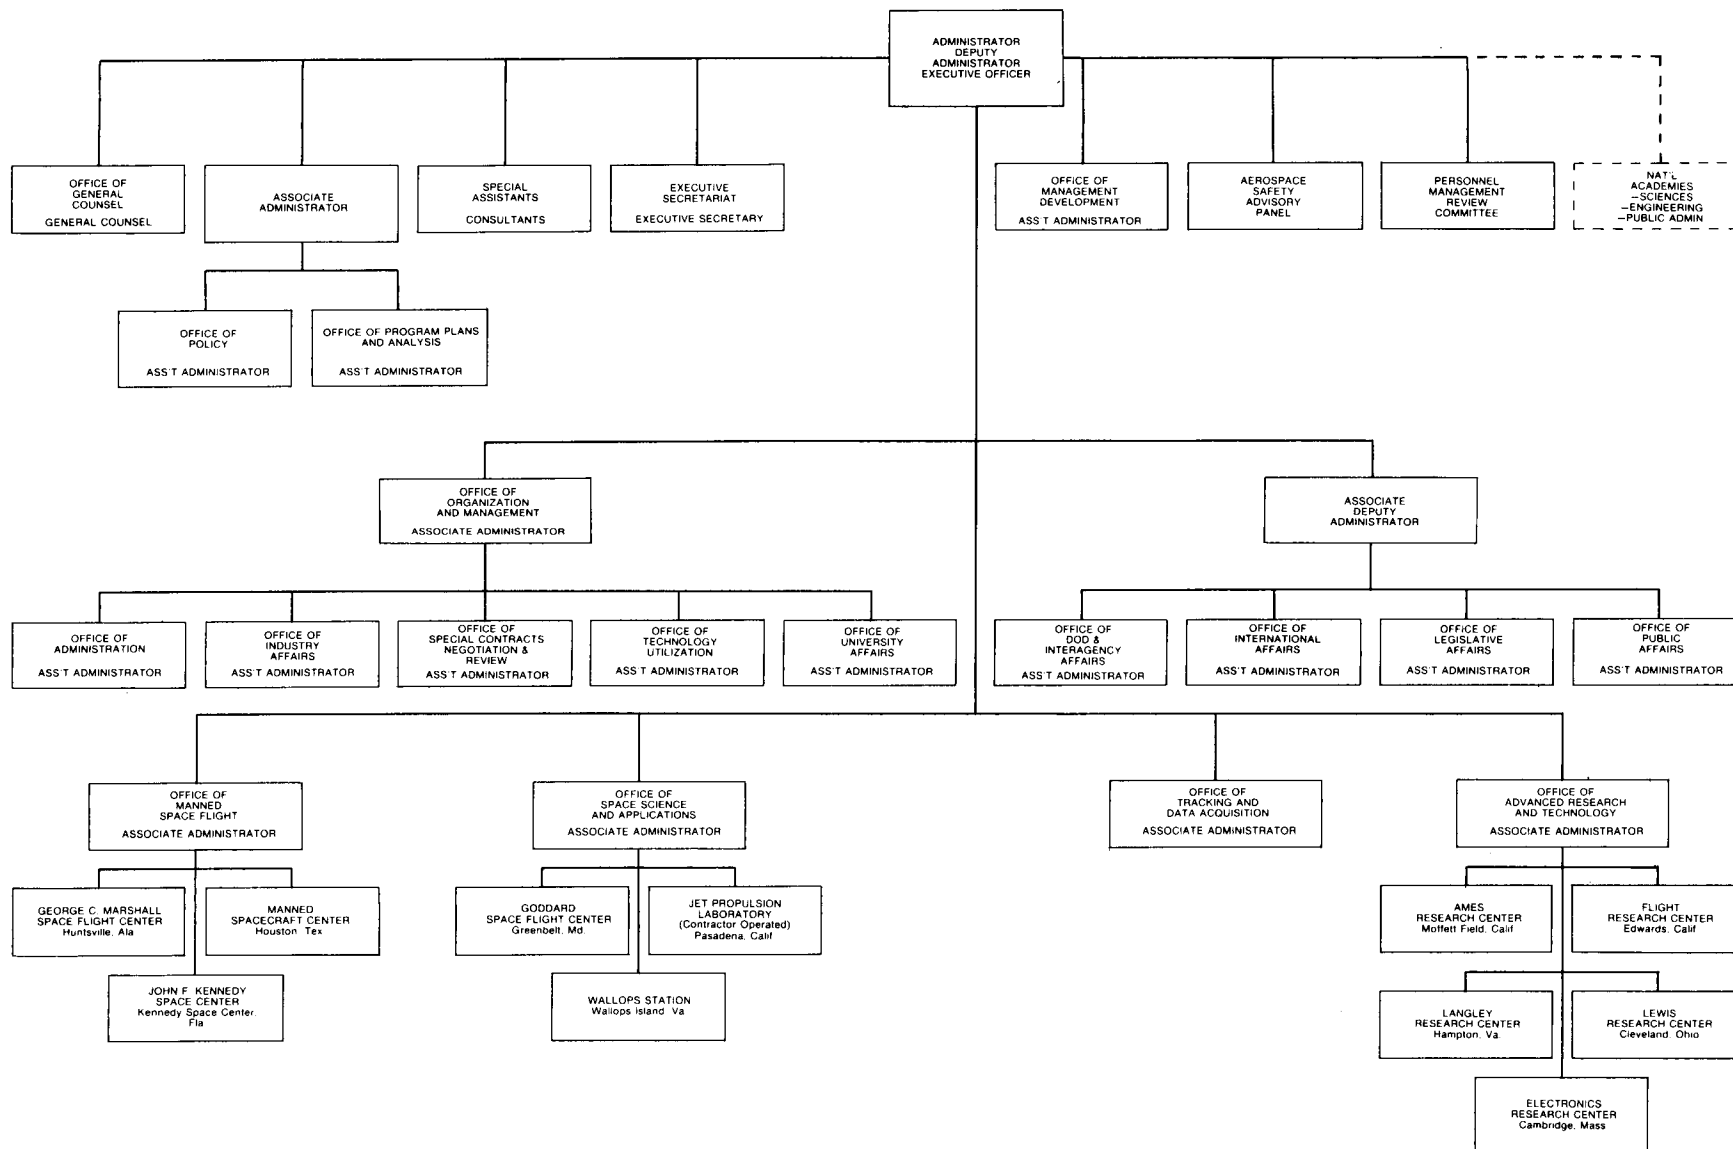 ADMINISTRATOR
DEPUTY
ADMINISTRATOR
EXECUTIVE OFFICER
OFFICE OF
GENERAL
COUNSEL
GENERAL COUNSEL
ASSOCIATE
ADMINISTRATOR
SPECIAL
ASSISTANTS
CONSULTANTS
EXECUTIVE
SECRETARIAT
EXECUTIVE SECRETARY
OFFICE OF
MANAGEMENT
DEVELOPMENT
ASS'T ADMINISTRATOR
AEROSPACE
SAFETY
ADVISORY
PANEL
PERSONNEL
MANAGEMENT
REVIEW
COMMITTEE
NAT'L
ACADEMIES
–SCIENCES
–ENGINEERING
–PUBLIC ADMIN
OFFICE OF
POLICY
ASS'T ADMINISTRATOR
OFFICE OF PROGRAM PLANS
AND ANALYSIS
ASS'T ADMINISTRATOR
OFFICE OF
ORGANIZATION
AND MANAGEMENT
ASSOCIATE ADMINISTRATOR
ASSOCIATE
DEPUTY
ADMINISTRATOR
OFFICE OF
ADMINISTRATION
ASS'T ADMINISTRATOR
OFFICE OF
INDUSTRY
AFFAIRS
ASS'T ADMINISTRATOR
OFFICE OF
SPECIAL CONTRACTS
NEGOTIATION &
REVIEW
ASS'T ADMINISTRATOR
OFFICE OF
TECHNOLOGY
UTILIZATION
ASS'T ADMINISTRATOR
OFFICE OF
UNIVERSITY
AFFAIRS
ASS'T ADMINISTRATOR
OFFICE OF
DOD &
INTERAGENCY
AFFAIRS
ASS'T ADMINISTRATOR
OFFICE OF
INTERNATIONAL
AFFAIRS
ASS'T ADMINISTRATOR
OFFICE OF
LEGISLATIVE
AFFAIRS
ASS'T ADMINISTRATOR
OFFICE OF
PUBLIC
AFFAIRS
ASS'T ADMINISTRATOR
OFFICE OF
MANNED
SPACE FLIGHT
ASSOCIATE ADMINISTRATOR
OFFICE OF
SPACE SCIENCE
AND APPLICATIONS
ASSOCIATE ADMINISTRATOR
OFFICE OF
TRACKING AND
DATA ACQUISITION
ASSOCIATE ADMINISTRATOR
OFFICE OF
ADVANCED RESEARCH
AND TECHNOLOGY
ASSOCIATE ADMINISTRATOR
GEORGE C. MARSHALL
SPACE FLIGHT CENTER
Huntsville, Ala
MANNED
SPACECRAFT CENTER
Houston Tex
GODDARD
SPACE FLIGHT CENTER
Greenbelt, Md.
JET PROPULSION
LABORATORY
(Contractor Operated)
Pasadena, Calif
AMES
RESEARCH CENTER
Moffett Field, Calif
FLIGHT
RESEARCH CENTER
Edwards, Calif
JOHN F. KENNEDY
SPACE CENTER
Kennedy Space Center,
Fla
WALLOPS STATION
Wallops Island Va
LANGLEY
RESEARCH CENTER
Hampton, Va.
LEWIS
RESEARCH CENTER
Cleveland, Ohio
ELECTRONICS
RESEARCH CENTER
Cambridge, Mass